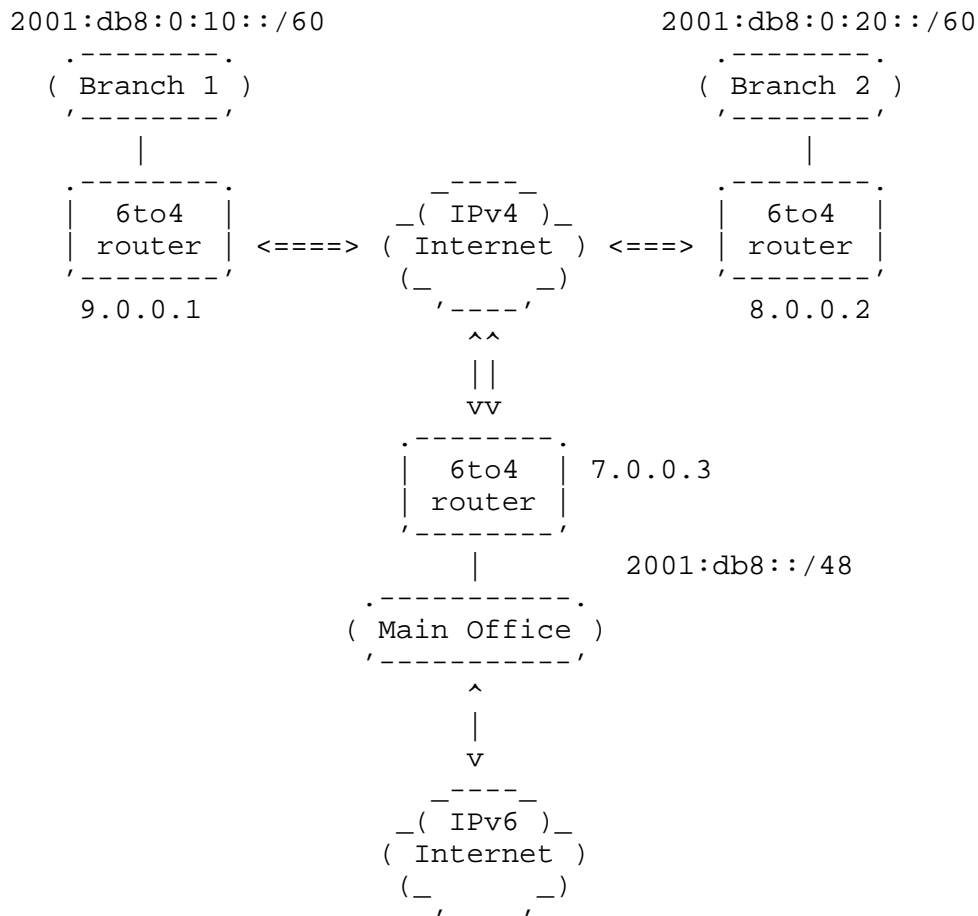 2001:db8:0:10::/60 2001:db8:0:20::/60
.--------. .--------.
( Branch 1 ) ( Branch 2 )
'--------' '--------'
| |
.--------. _----_ .--------.
| 6to4 | _( IPv4 )_ | 6to4 |
| router | <====> ( Internet ) <===> | router |
'--------' (_ _) '--------'
9.0.0.1 '----' 8.0.0.2
^^
||
vv
.--------.
| 6to4 | 7.0.0.3
| router |
'--------'
| 2001:db8::/48
.-----------.
( Main Office )
'-----------'
^
|
v
_----_
_( IPv6 )_
( Internet )
(_ _)
'----'